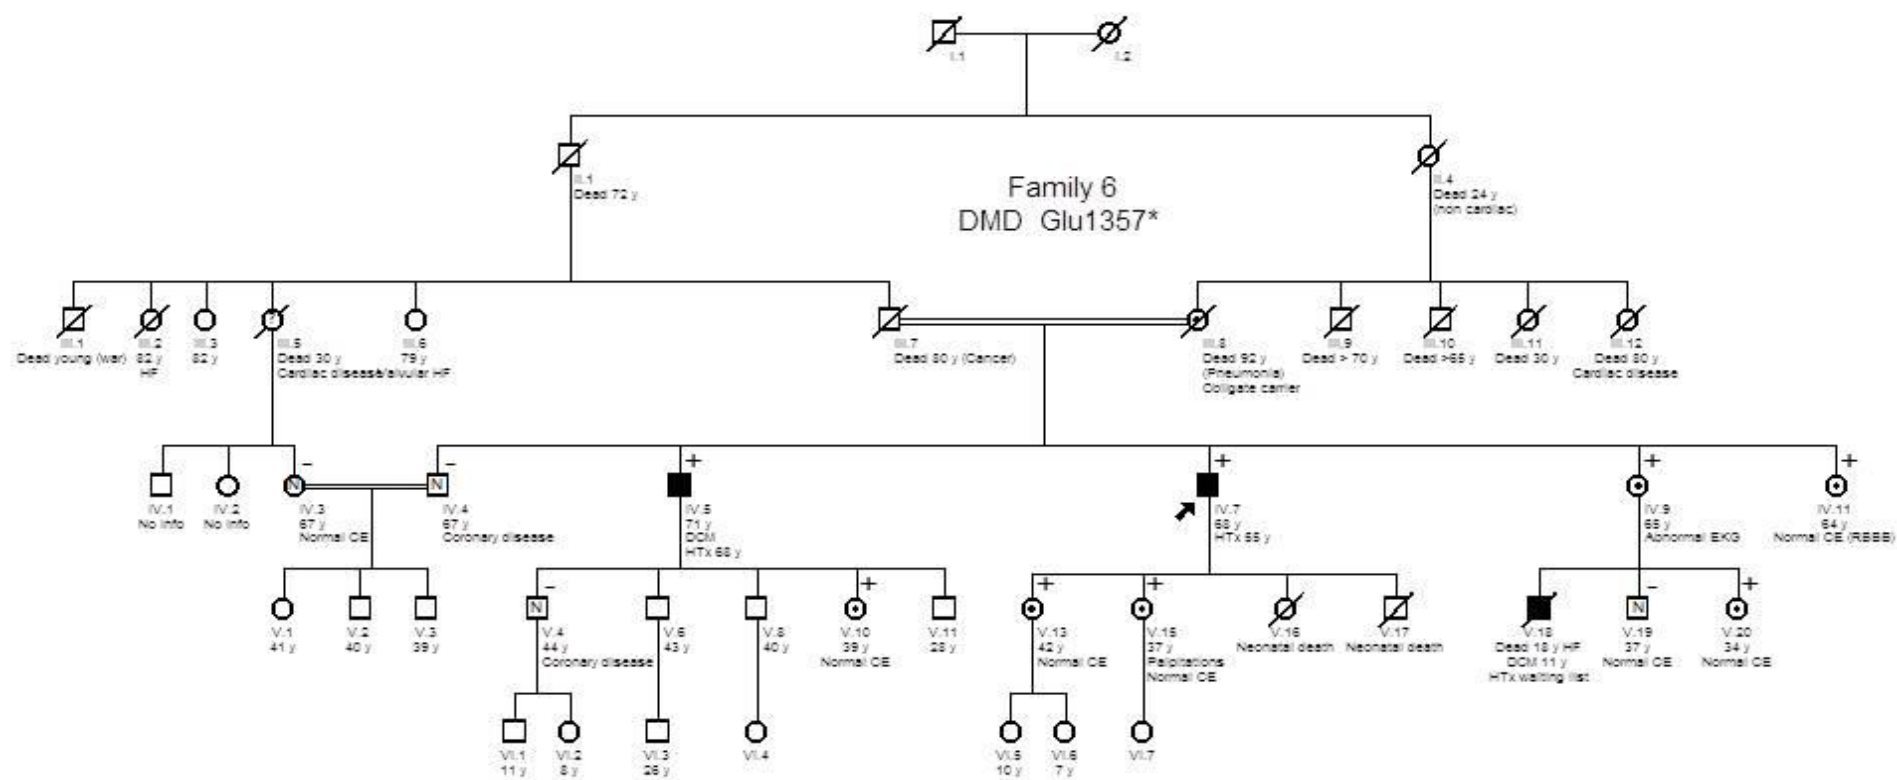 I.1
I.2
II.1
Dead 72 y
Family 6
DMD Glu1357*
II.4
Dead 24 y
(non cardiac)
?
III.1
Dead young (war)
III.2
82 y
HF
III.3
82 y
III.5
Dead 30 y
Cardiac disease
III.6
79 y
Valvular HF
III.7
Dead 80 y (Cancer)
III.8
Dead 92 y
(Pneumonia)
Obligate carrier
III.9
Dead > 70 y
III.10
Dead >65 y
III.11
Dead 30 y
III.12
Dead 80 y
Cardiac disease
IV.1
No info
IV.2
No info
−
N
IV.3
67 y
Normal CE
−
N
IV.4
67 y
Coronary disease
+
IV.5
71 y
DCM
HTx 68 y
+
IV.7
68 y
HTx 55 y
+
IV.9
65 y
Abnormal EKG
+
IV.11
64 y
Normal CE (RBBB)
V.1
41 y
V.2
40 y
V.3
39 y
−
N
V.4
44 y
Coronary disease
V.6
43 y
V.8
40 y
+
V.10
39 y
Normal CE
V.11
28 y
+
V.13
42 y
Normal CE
+
V.15
37 y
Palpitations
Normal CE
V.16
Neonatal death
V.17
Neonatal death
V.18
Dead 18 y HF
DCM 11 y
HTx waiting list
−
N
V.19
37 y
Normal CE
+
V.20
34 y
Normal CE
VI.1
11 y
VI.2
8 y
VI.3
26 y
VI.4
VI.5
10 y
VI.6
7 y
VI.7